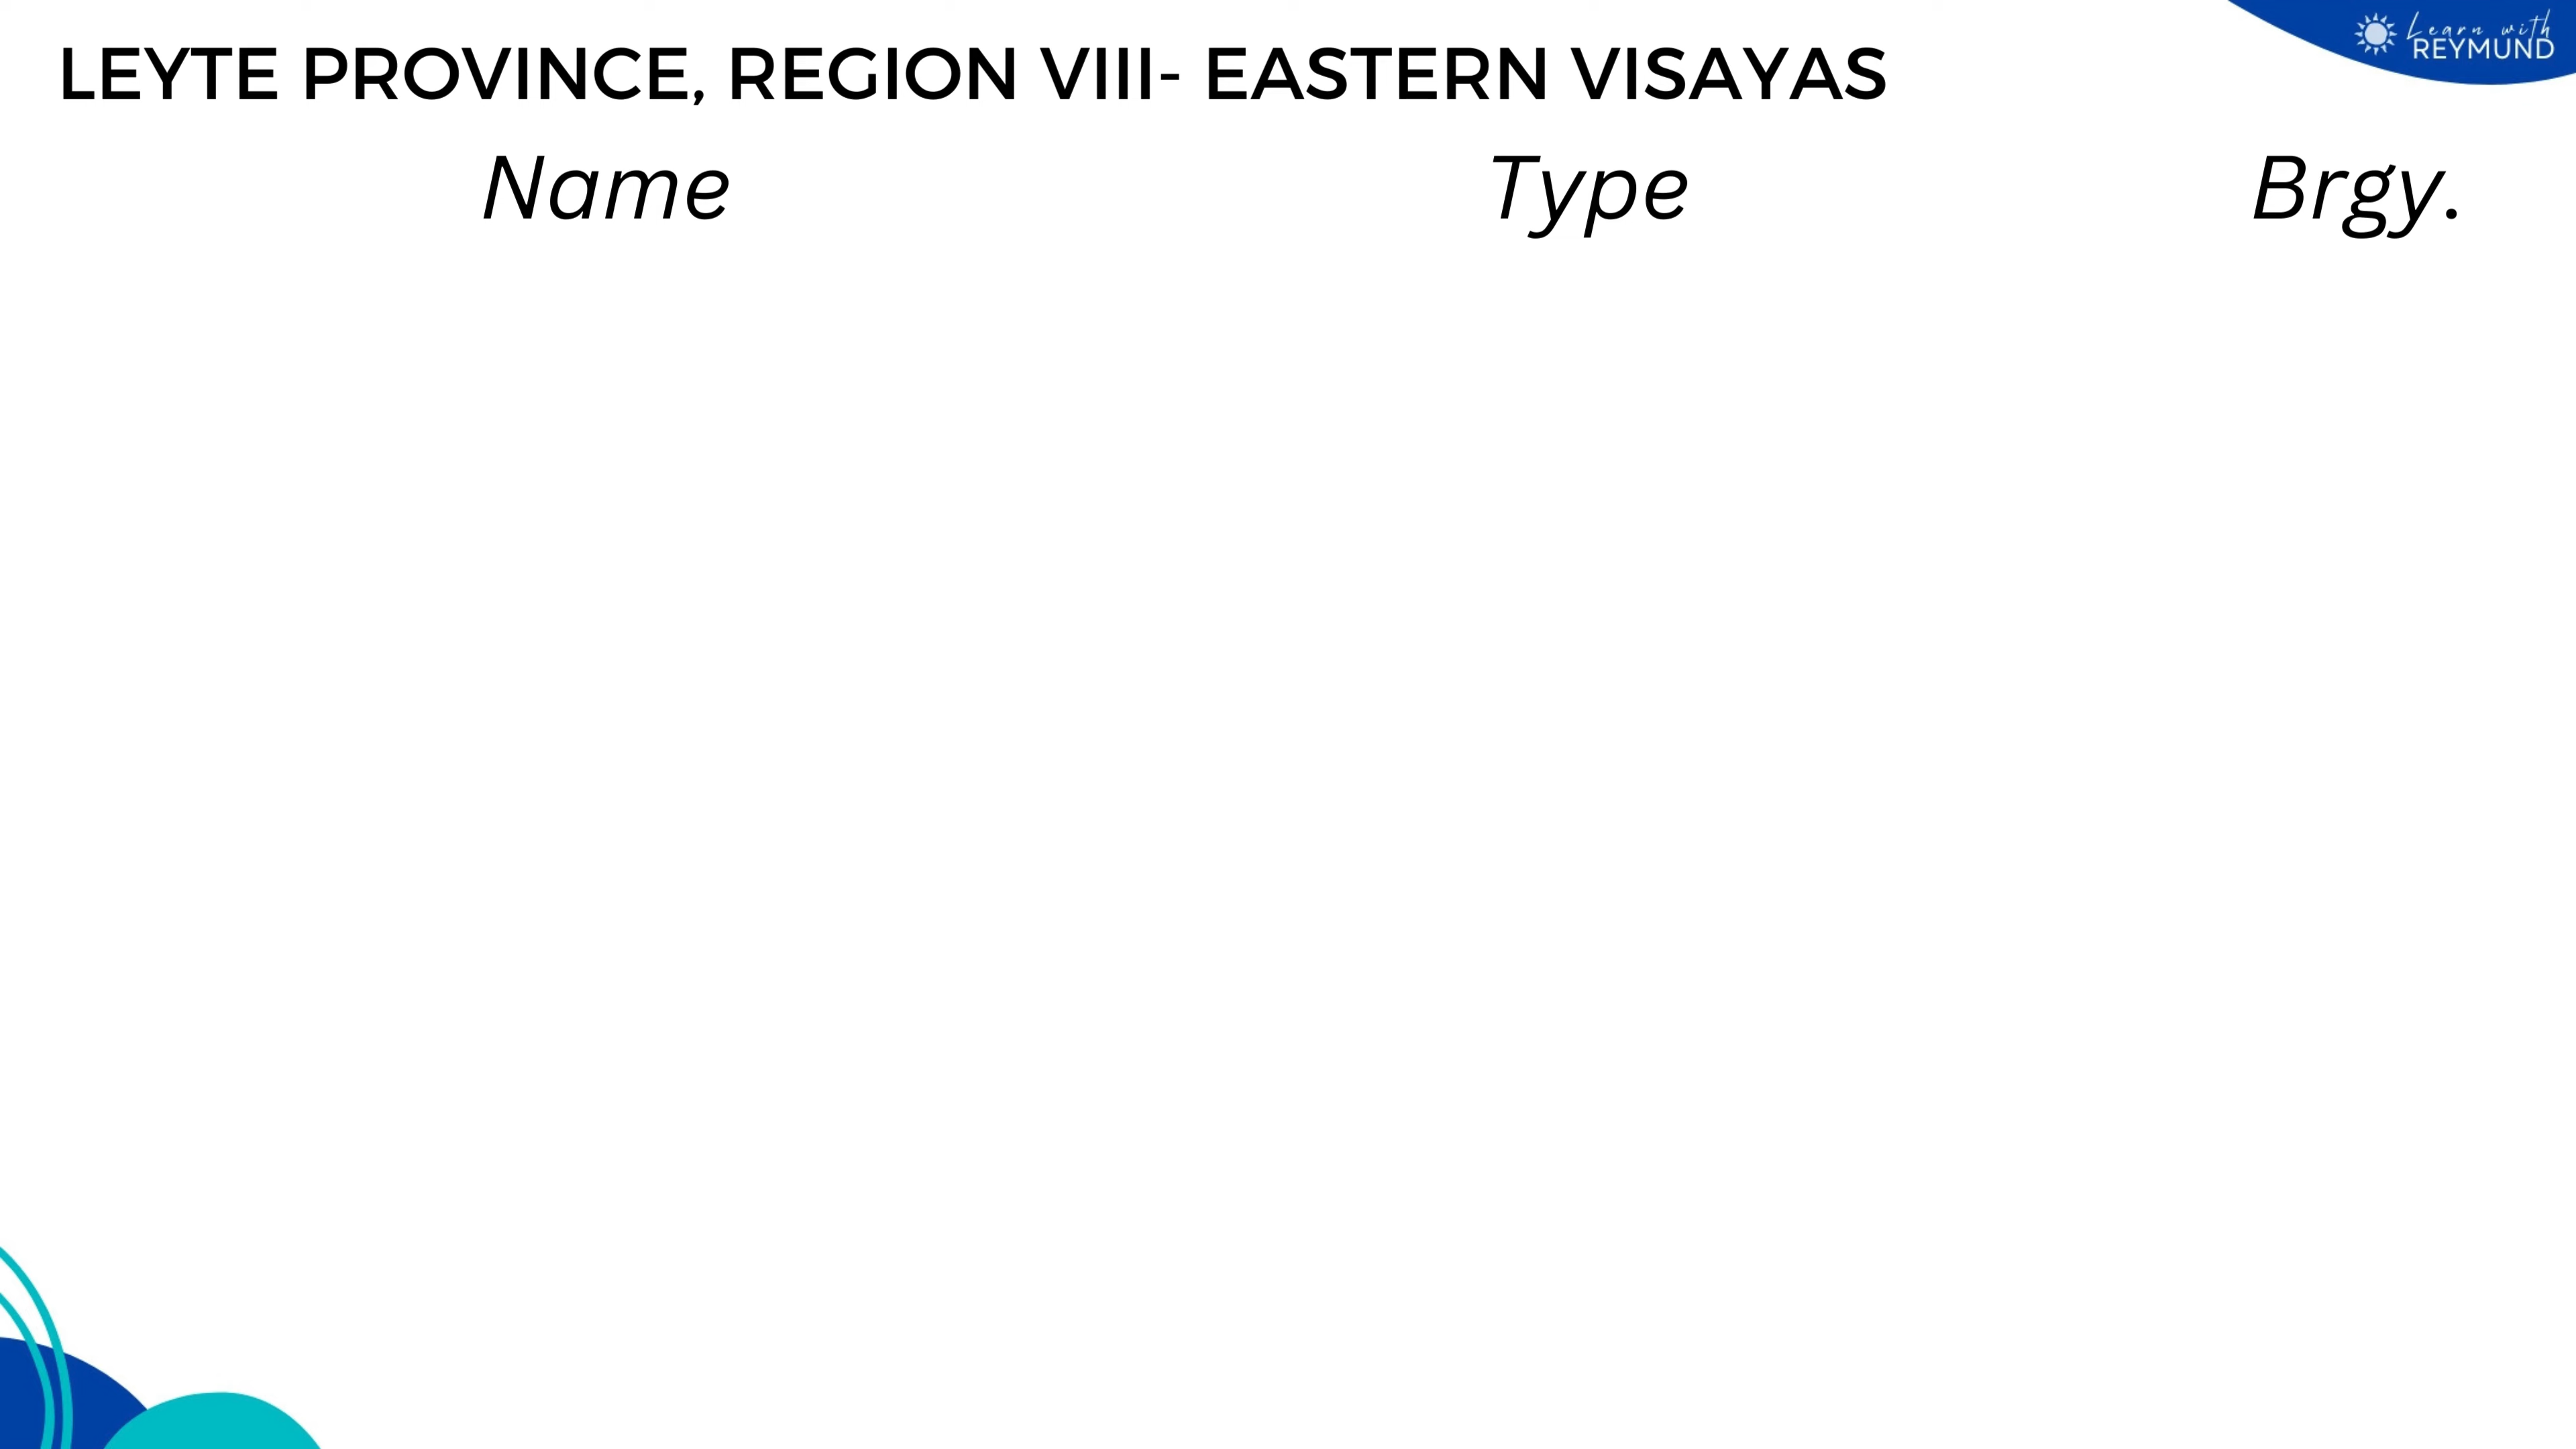 Learn with
REYMUND
LEYTE PROVINCE, REGION VIII- EASTERN VISAYAS
Name Type Brgy.